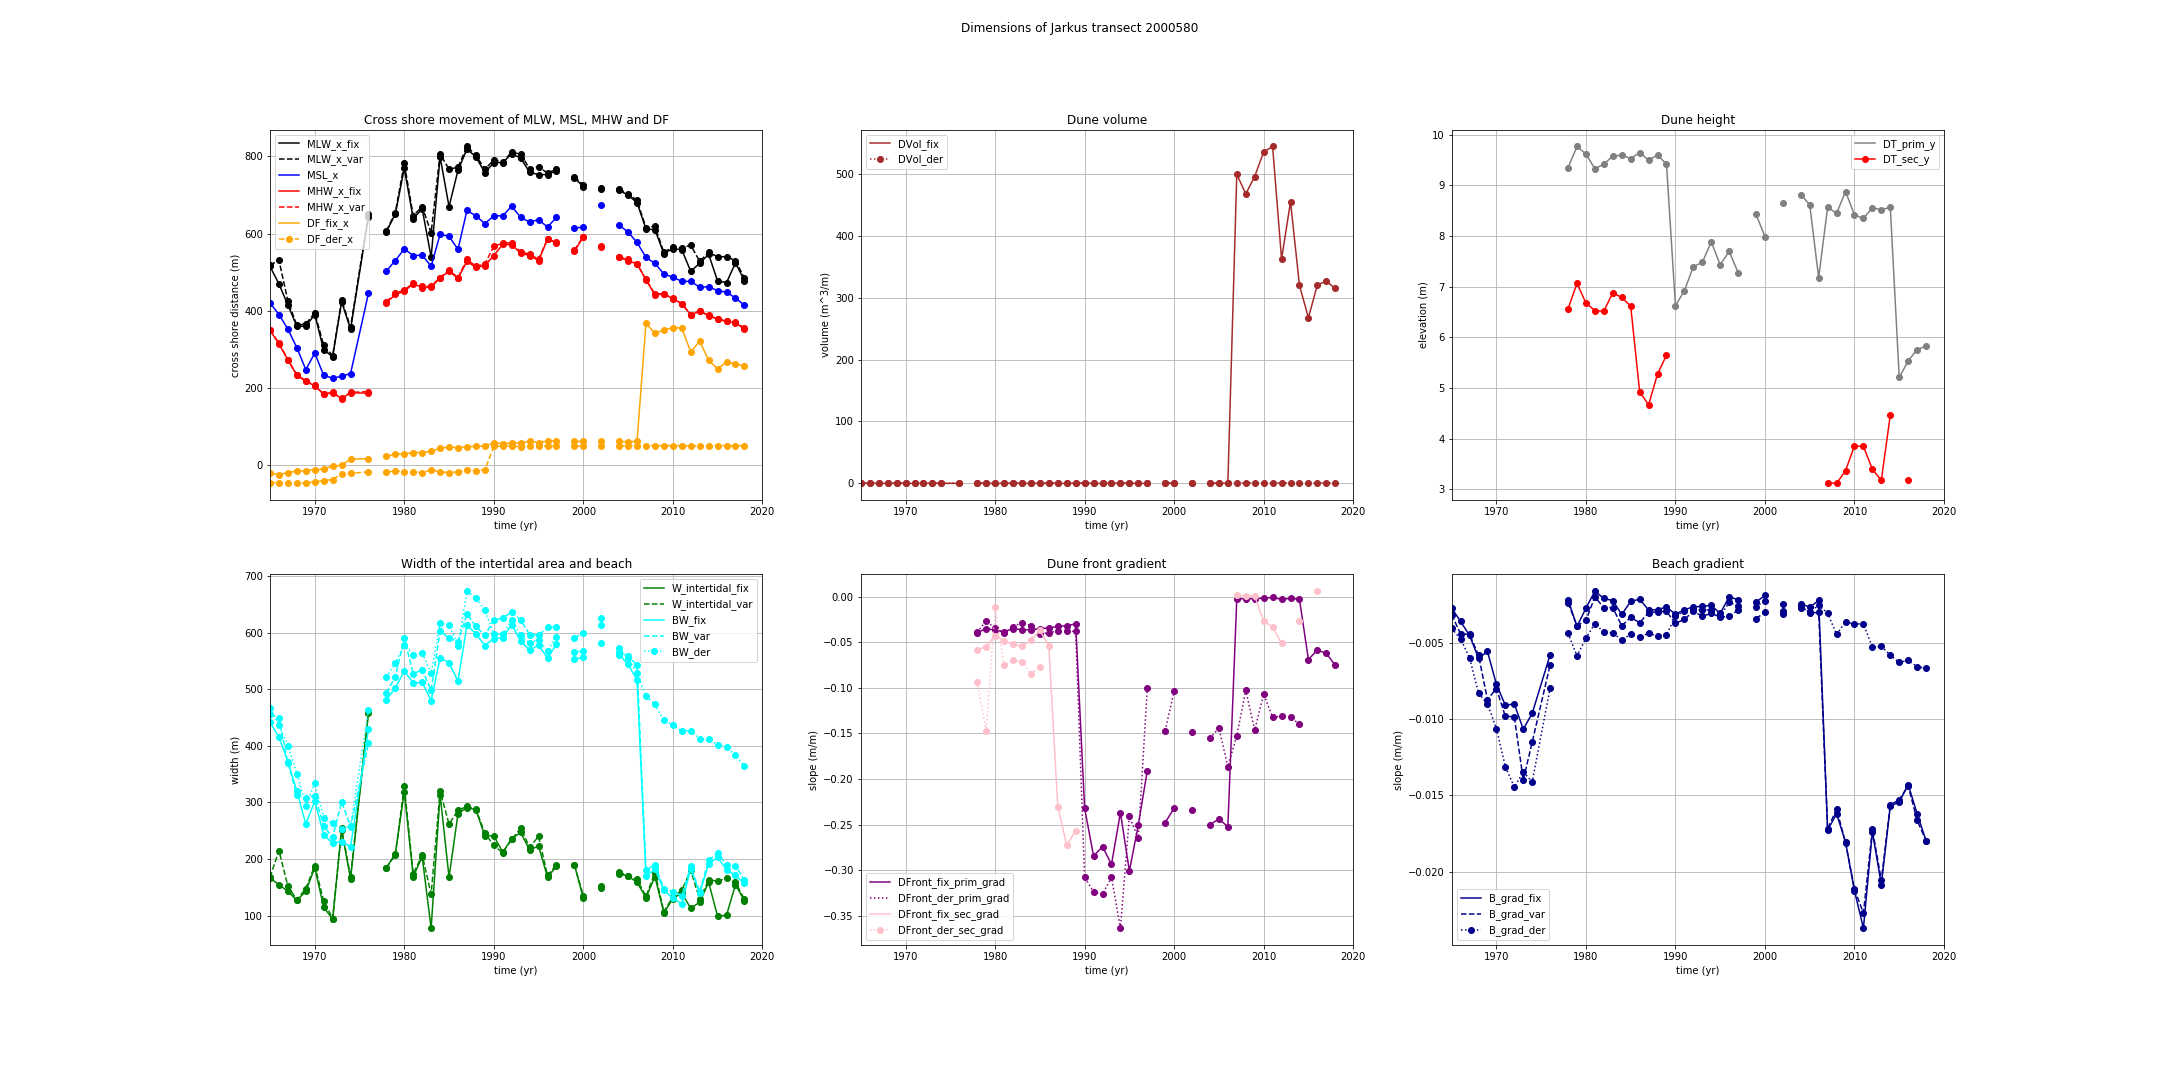 Dimensions of Jarkus transect 2000580
Cross shore movement of MLW, MSL, MHW and DF
MLW_x_fix
MLW_x_var
MSL_x
MHW_x_fix
MHW_x_var
DF_fix_x
DF_der_x
800
600
400
200
0
cross shore distance (m)
1970 1980 1990 2000 2010 2020
time (yr)
Dune volume
DVol_fix
DVol_der
500
400
300
200
100
0
volume (m^3/m)
1970 1980 1990 2000 2010 2020
time (yr)
Dune height
DT_prim_y
DT_sec_y
10
9
8
7
6
5
4
3
elevation (m)
1970 1980 1990 2000 2010 2020
time (yr)
Width of the intertidal area and beach
W_intertidal_fix
W_intertidal_var
BW_fix
BW_var
BW_der
700
600
500
400
300
200
100
width (m)
1970 1980 1990 2000 2010 2020
time (yr)
Dune front gradient
0.00
−0.05
−0.10
−0.15
−0.20
−0.25
−0.30
−0.35
slope (m/m)
DFront_fix_prim_grad
DFront_der_prim_grad
DFront_fix_sec_grad
DFront_der_sec_grad
1970 1980 1990 2000 2010 2020
time (yr)
Beach gradient
−0.005
−0.010
−0.015
−0.020
slope (m/m)
B_grad_fix
B_grad_var
B_grad_der
1970 1980 1990 2000 2010 2020
time (yr)